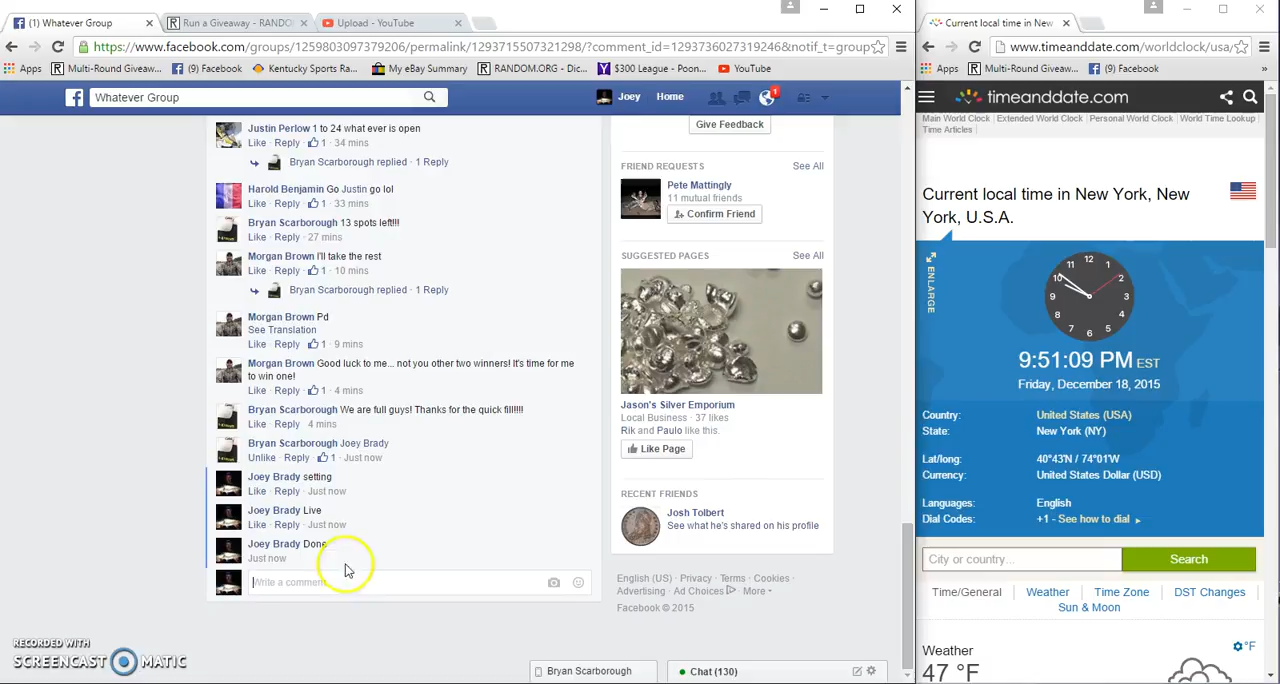 (1) Whatever Group
Run a Giveaway - RANDO
Upload - YouTube
https://www.facebook.com/groups/1259803097379206/permalink/1293715507321298/?comment_id=1293736027319246&notif_t=group
Apps
Multi-Round Giveaw...
(9) Facebook
Kentucky Sports Ra...
My eBay Summary
RANDOM.ORG - Dic...
$300 League - Poon...
YouTube
Whatever Group
Joey
Home
1
Justin Perlow 1 to 24 what ever is open
Like · Reply · 1 · 34 mins
Bryan Scarborough replied · 1 Reply
Harold Benjamin Go Justin go lol
Like · Reply · 1 · 33 mins
Bryan Scarborough 13 spots left!!!
Like · Reply · 27 mins
Morgan Brown I'll take the rest
Like · Reply · 1 · 10 mins
Bryan Scarborough replied · 1 Reply
Morgan Brown Pd
See Translation
Like · Reply · 1 · 9 mins
Morgan Brown Good luck to me... not you other two winners! It's time for me
to win one!
Like · Reply · 1 · 4 mins
Bryan Scarborough We are full guys! Thanks for the quick fill!!!!
Like · Reply · 4 mins
Bryan Scarborough Joey Brady
Unlike · Reply · 1 · Just now
Joey Brady setting
Like · Reply · Just now
Joey Brady Live
Like · Reply · Just now
Joey Brady Done
Just now
Write a comment
Give Feedback
FRIEND REQUESTS
See All
Pete Mattingly
11 mutual friends
Confirm Friend
SUGGESTED PAGES
See All
Jason's Silver Emporium
Local Business · 37 likes
Rik and Paulo like this.
Like Page
RECENT FRIENDS
Josh Tolbert
See what he's shared on his profile
English (US) · Privacy · Terms · Cookies ·
Advertising · Ad Choices · More
Facebook © 2015
Bryan Scarborough
Chat (130)
RECORDED WITH
SCREENCAST MATIC
Current local time in New
www.timeanddate.com/worldclock/usa/
Apps
Multi-Round Giveaw...
(9) Facebook
»
timeanddate.com
Main World Clock
Extended World Clock
Personal World Clock
World Time Lookup
Time Articles
Current local time in New York, New
York, U.S.A.
ENLARGE
12
1
2
3
4
5
6
7
8
9
10
11
9:51:09 PM EST
Friday, December 18, 2015
Country: United States (USA)
State: New York (NY)
Lat/long: 40°43'N / 74°01'W
Currency: United States Dollar (USD)
Languages: English
Dial Codes: +1 - See how to dial
City or country...
Search
Time/General
Weather
Time Zone
DST Changes
Sun & Moon
°F
Weather
47 °F